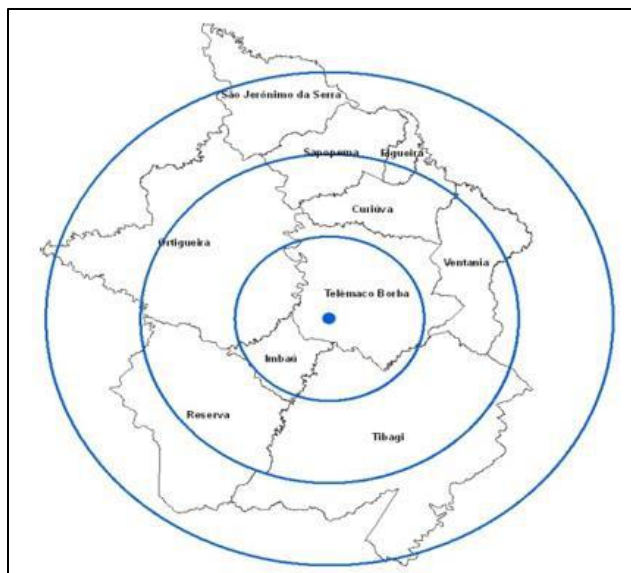 São Jerônimo da Serra
Sapopema
Figueira
Curiúva
Ortigueira
Ventania
Telêmaco Borba
Imbaú
Reserva
Tibagi